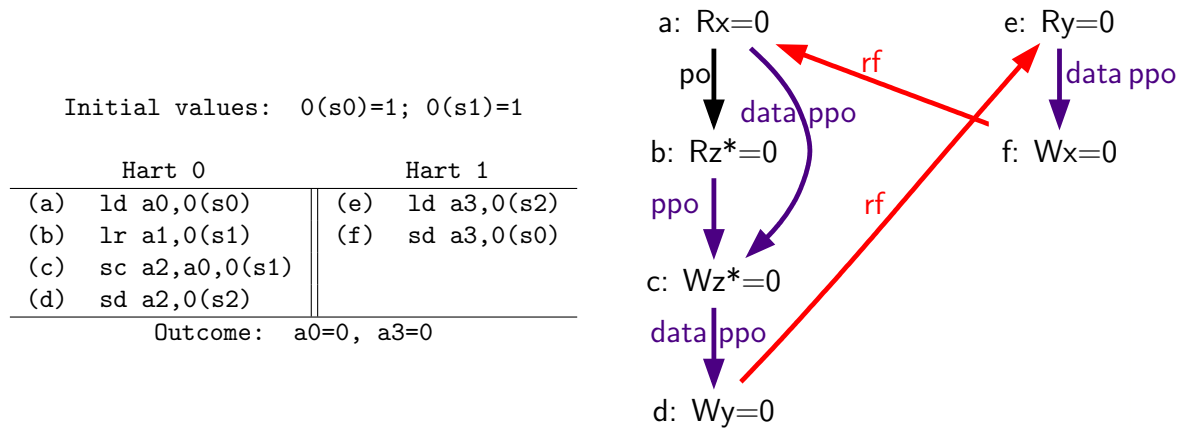 Initial values: 0(s0)=1; 0(s1)=1
Hart 0 Hart 1
(a) ld a0,0(s0) (e) ld a3,0(s2)
(b) lr a1,0(s1) (f) sd a3,0(s0)
(c) sc a2,a0,0(s1)
(d) sd a2,0(s2)
Outcome: a0=0, a3=0
a: Rx=0
e: Ry=0
po
rf
data ppo
data ppo
b: Rz*=0
f: Wx=0
ppo
rf
c: Wz*=0
data ppo
d: Wy=0